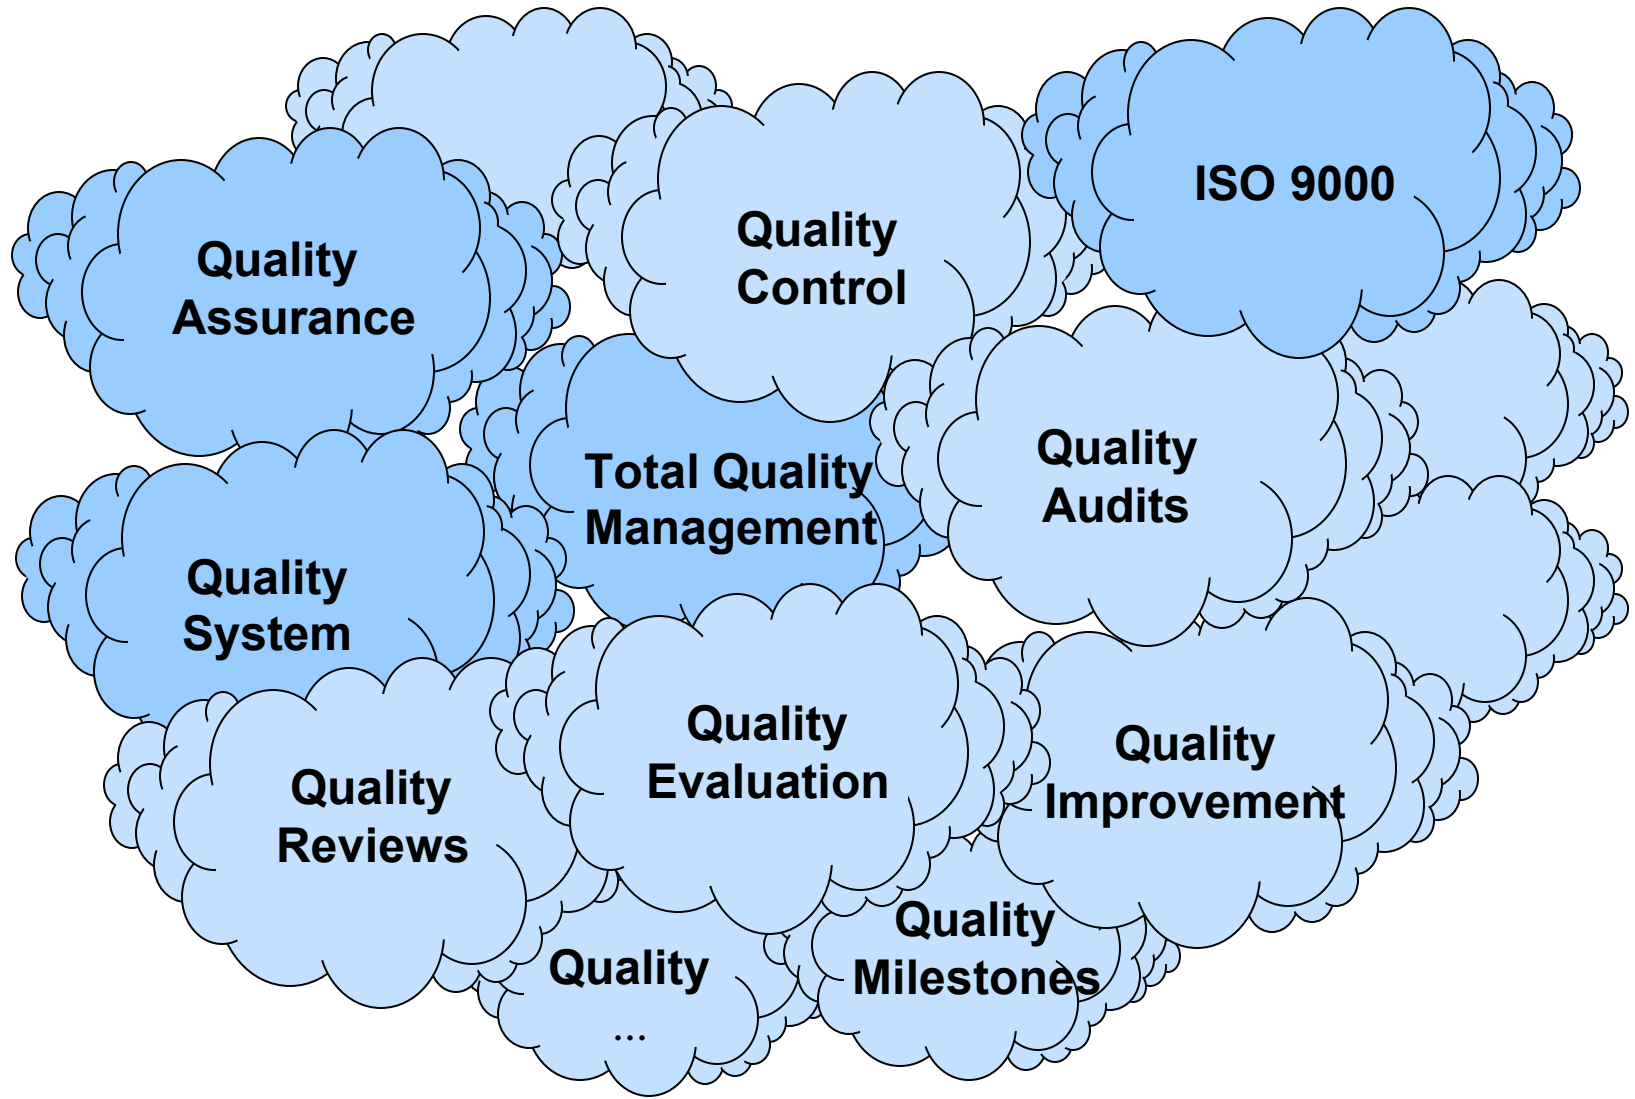 ISO 9000
Quality
Control
Quality
Assurance
Total Quality
Management
Quality
Audits
Quality
System
Quality
Evaluation
Quality
Improvement
Quality
Reviews
Quality
Milestones
Quality
...